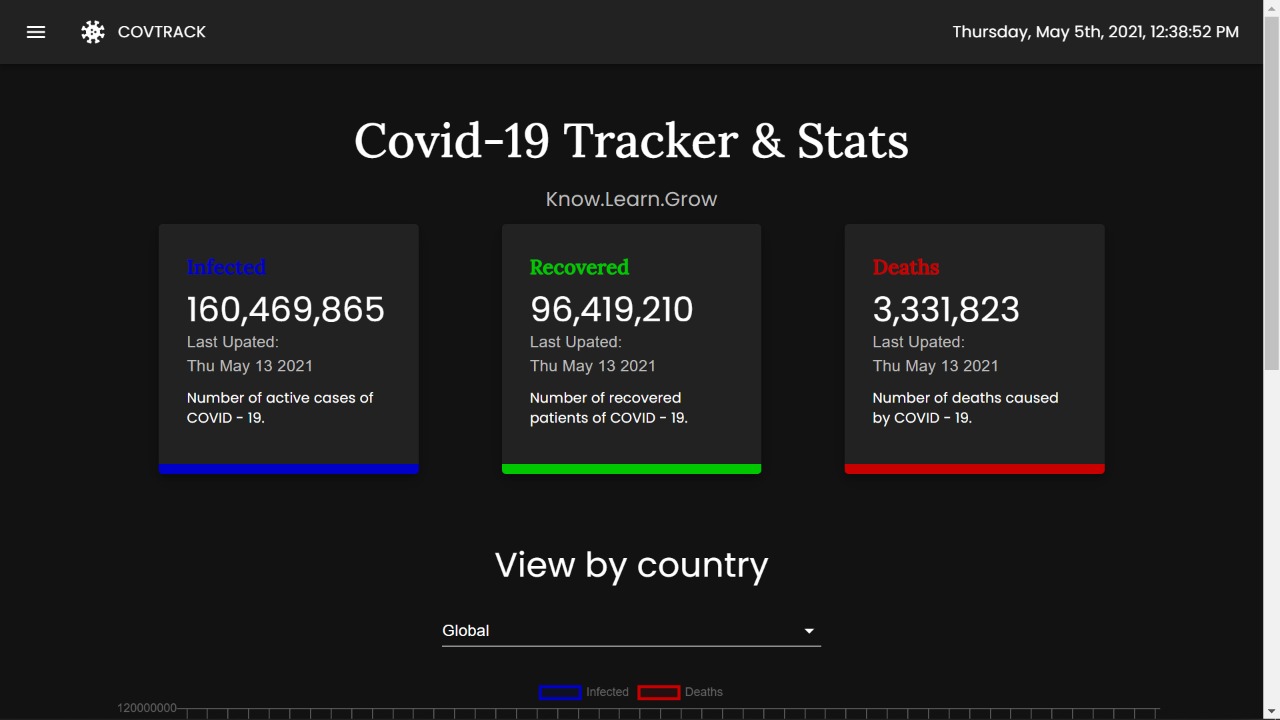 COVTRACK
Thursday, May 5th, 2021, 12:38:52 PM
Covid-19 Tracker & Stats
Know.Learn.Grow
Infected
160,469,865
Last Upated:
Thu May 13 2021
Number of active cases of
COVID - 19.
Recovered
96,419,210
Last Upated:
Thu May 13 2021
Number of recovered
patients of COVID - 19.
Deaths
3,331,823
Last Upated:
Thu May 13 2021
Number of deaths caused
by COVID - 19.
View by country
Global
Infected
Deaths
120000000